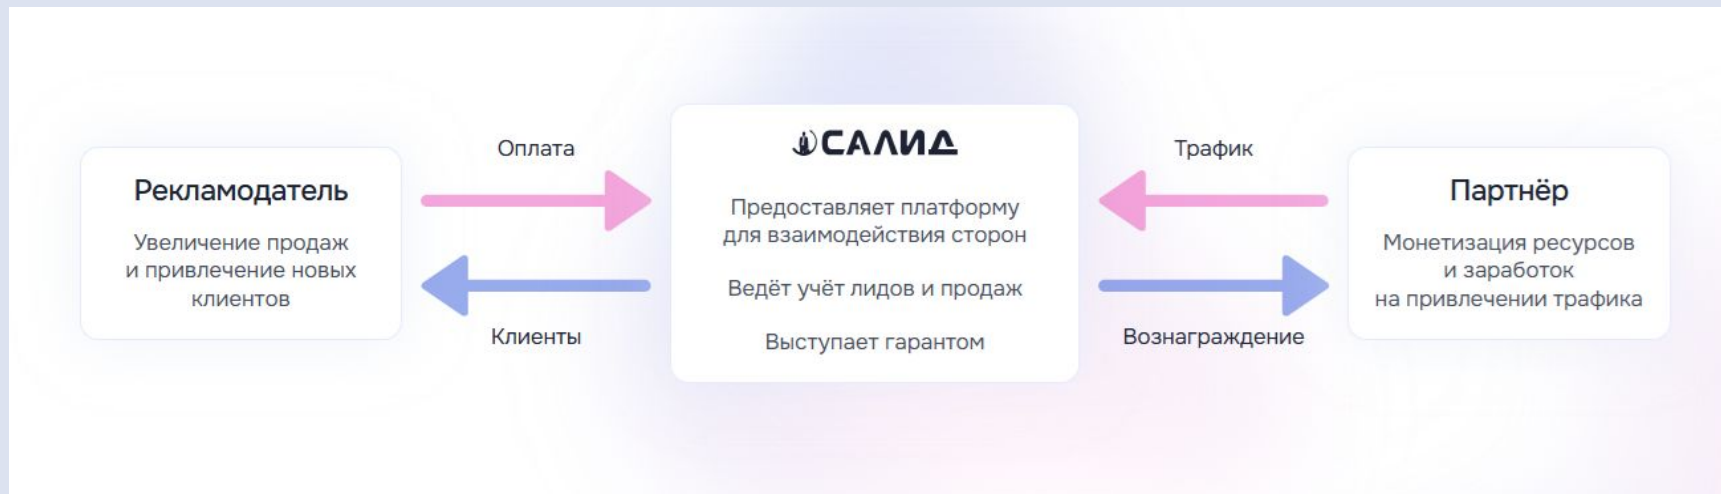 Рекламодатель
Увеличение продаж
и привлечение новых
клиентов
Оплата
Клиенты
САЛИД
Предоставляет платформу
для взаимодействия сторон
Ведёт учёт лидов и продаж
Выступает гарантом
Трафик
Вознаграждение
Партнёр
Монетизация ресурсов
и заработок
на привлечении трафика